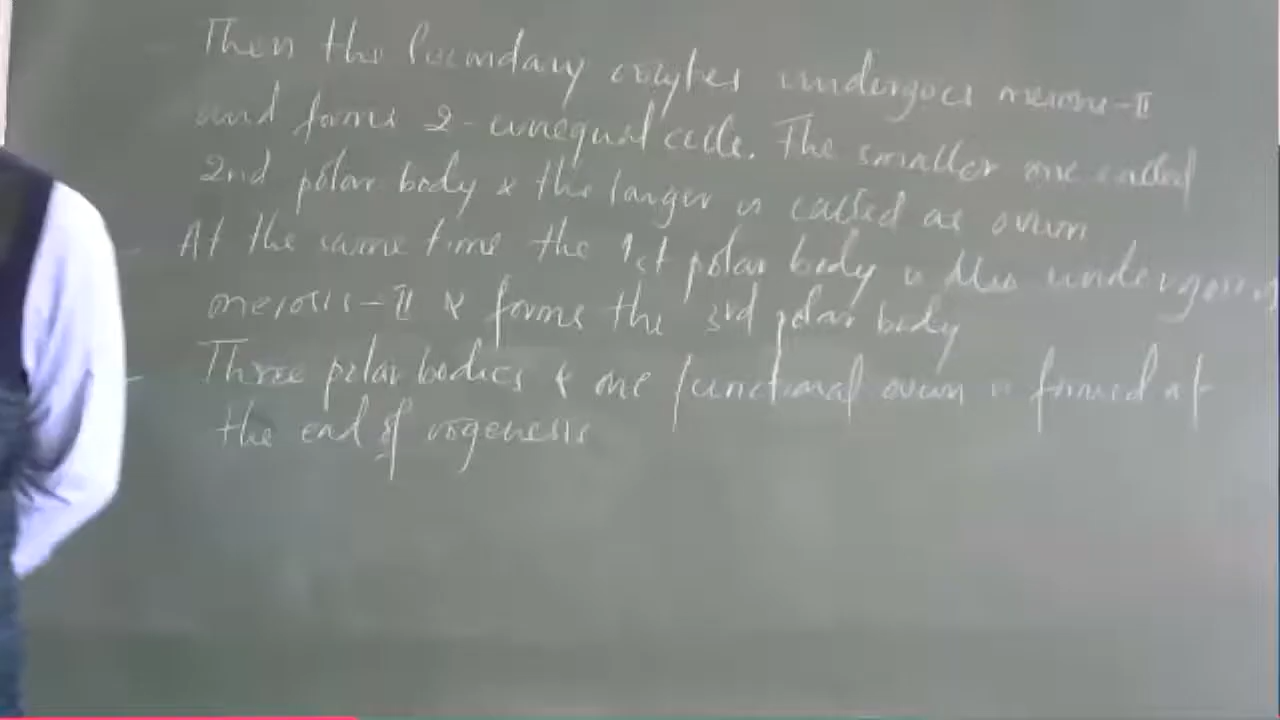 Then the Secondary oocytes undergoes meiosis-II
and forms 2-unequal cells. The smaller one called
2nd polar body & the larger is called as ovum
- At the same time the 1st polar body is also undergoing
meiosis-II & forms the 3rd polar body
- Three polar bodies & one functional ovum is formed at
the end of oogenesis